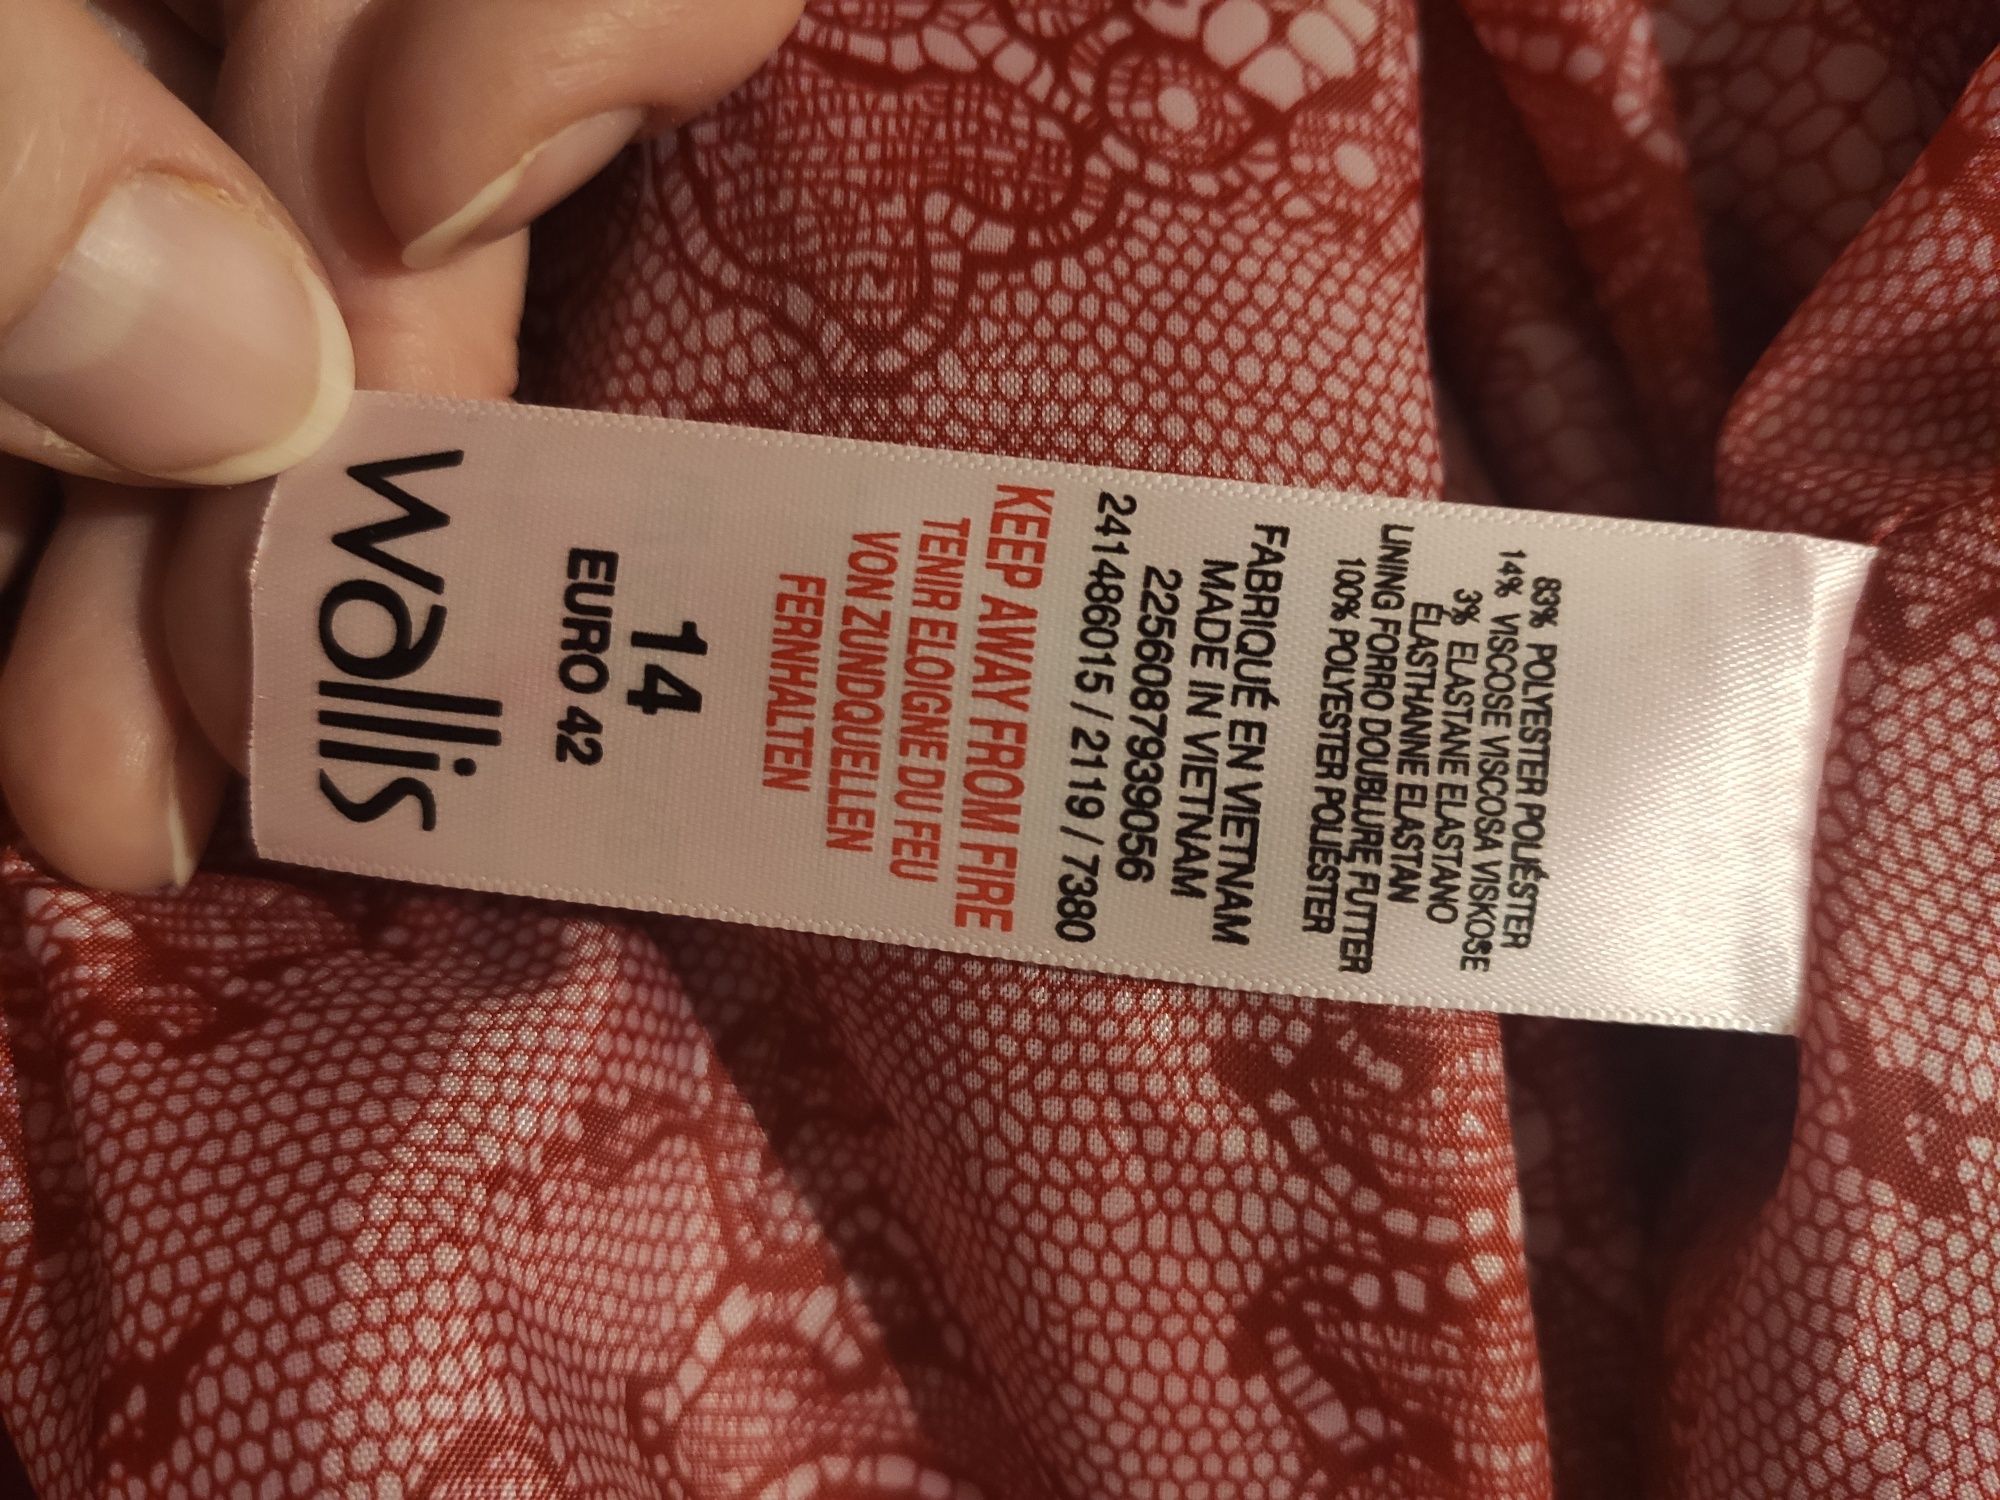 wallis
14
EURO 42
KEEP AWAY FROM FIRE
TENIR ELOIGNE DU FEU
VON ZUNDQUELLEN
FERNHALTEN
241486015 / 2119 / 7380
2256087939056
MADE IN VIETNAM
FABRIQUÉ EN VIETNAM
100% POLYESTER POLIÉSTER
LINING FORRO DOUBLURE FUTTER
ÉLASTHANNE ELASTAN
3% ELASTANE ELASTANO
14% VISCOSE VISCOSA VISKOSE
83% POLYESTER POLIÉSTER